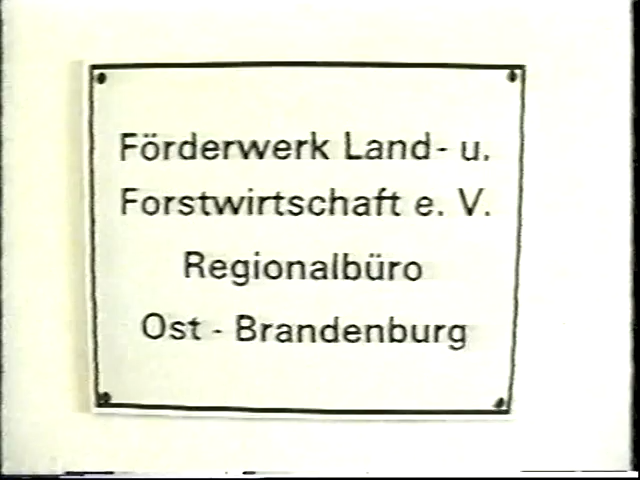 Förderwerk Land- u.
Forstwirtschaft e. V.
Regionalbüro
Ost - Brandenburg